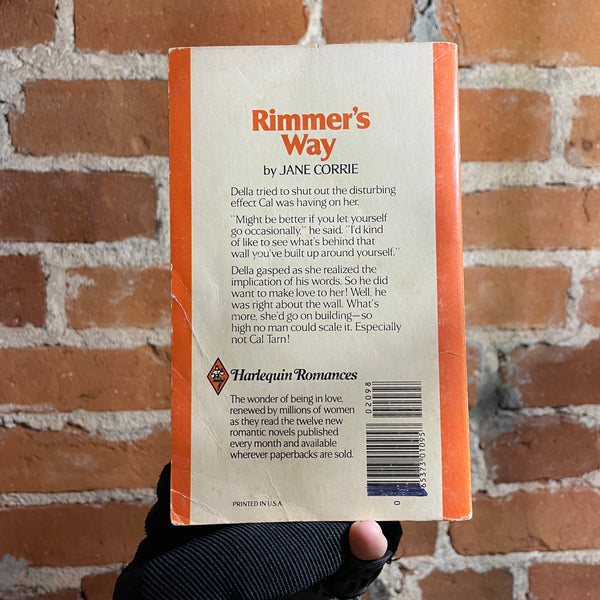 Rimmer's
Way
by JANE CORRIE
Della tried to shut out the disturbing
effect Cal was having on her.
"Might be better if you let yourself
go occasionally," he said. "I'd kind
of like to see what's behind that
wall you've built up around yourself."
Della gasped as she realized the
implication of his words. So he did
want to make love to her! Well, he
was right about the wall. What's
more, she'd go on building—so
high no man could scale it. Especially
not Cal Tarn!
Harlequin Romances
The wonder of being in love,
renewed by millions of women
as they read the twelve new
romantic novels published
every month and available
wherever paperbacks are sold.
PRINTED IN U.S.A.
02098
0
65373 01095